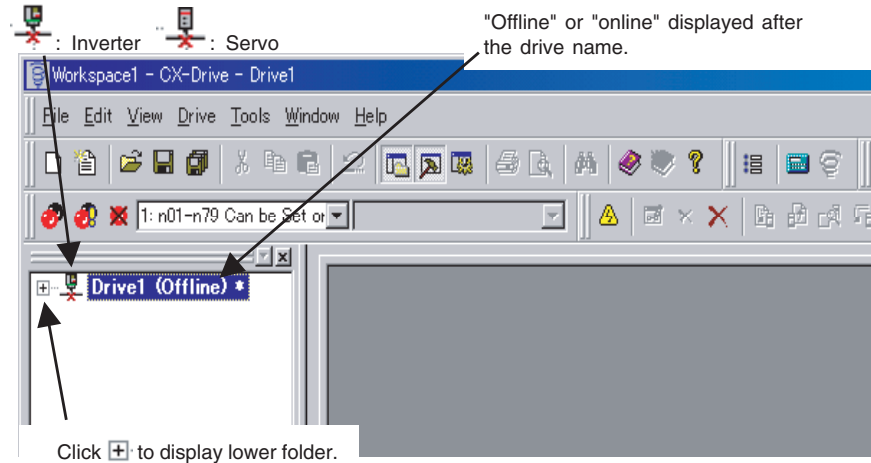 : Inverter : Servo
"Offline" or "online" displayed after
the drive name.
Workspace1 - CX-Drive - Drive1
File Edit View Drive Tools Window Help
1: n01-n79 Can be Set or
Drive1 (Offline) *
Click to display lower folder.